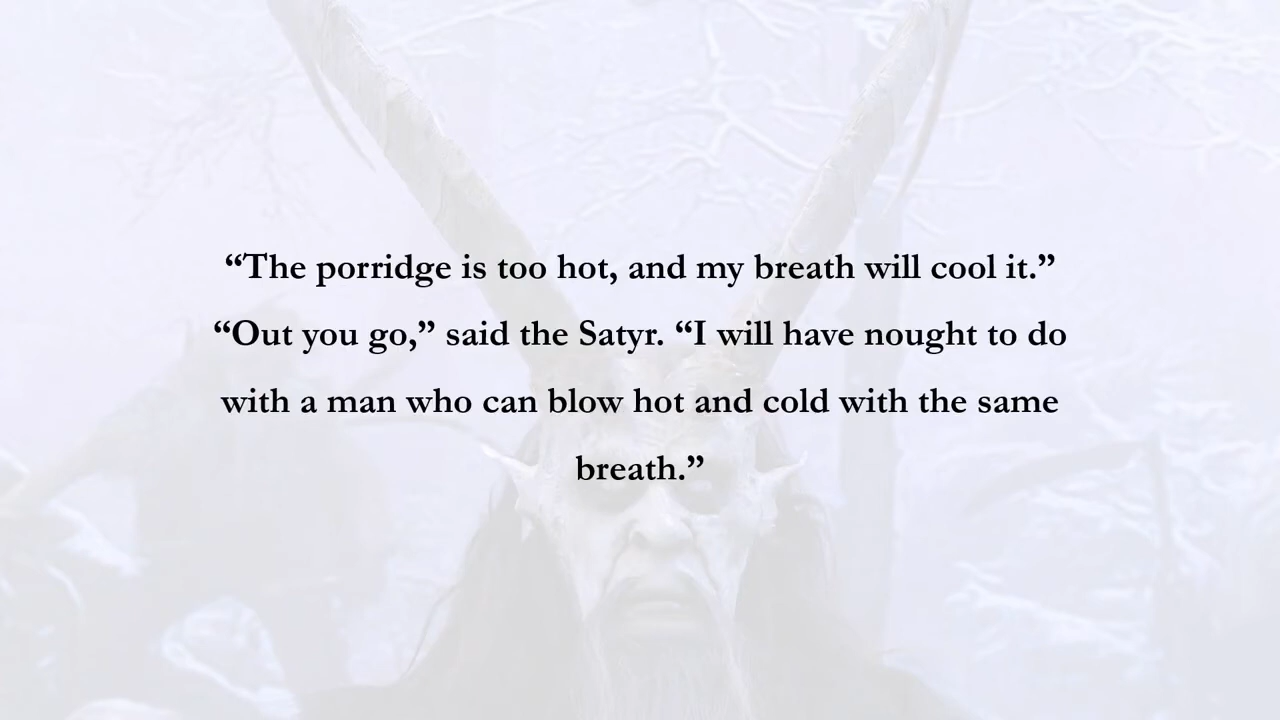 “The porridge is too hot, and my breath will cool it.”
“Out you go,” said the Satyr. “I will have nought to do
with a man who can blow hot and cold with the same
breath.”